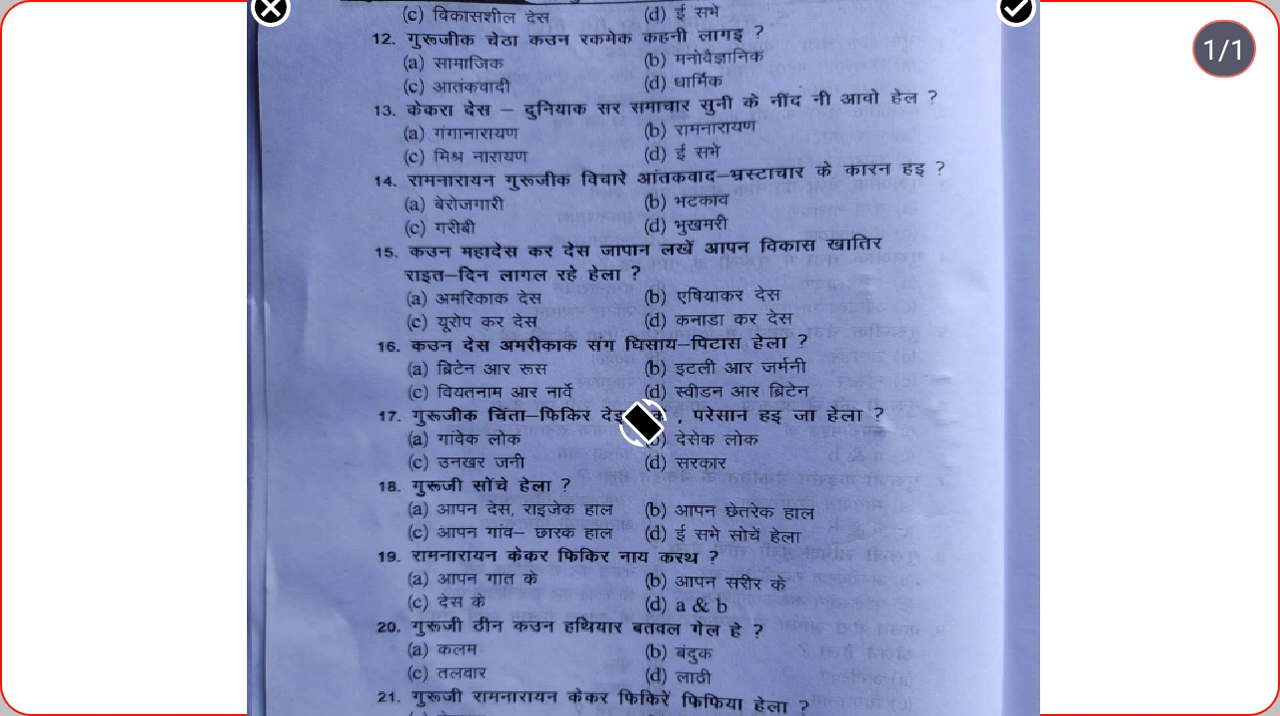 1/1
(c) विकासशील देस (d) ई सभे
12. गुरूजीक चेठा कउन रकमेक कहनी लागइ ?
(a) सामाजिक (b) मनोवैज्ञानिक
(c) आतंकवादी (d) धार्मिक
13. केकरा देस – दुनियाक सर समाचार सुनी के नींद नी आवो हेल ?
(a) गंगानारायण (b) रामनारायण
(c) मिश्र नारायण (d) ई सभे
14. रामनारायन गुरूजीक विचारे आंतकवाद–भ्रस्टाचार के कारन हइ ?
(a) बेरोजगारी (b) भटकाव
(c) गरीबी (d) भुखमरी
15. कउन महादेस कर देस जापान लखें आपन विकास खातिर
राइत–दिन लागल रहे हेला ?
(a) अमरिकाक देस (b) एषियाकर देस
(c) यूरोप कर देस (d) कनाडा कर देस
16. कउन देस अमरीकाक संग घिसाय–पिटास हेला ?
(a) ब्रिटेन आर रूस (b) इटली आर जर्मनी
(c) वियतनाम आर नार्वे (d) स्वीडन आर ब्रिटेन
17. गुरूजीक चिंता–फिकिर , परेसान हइ जा हेला ?
(a) गांवेक लोक (b) देसेक लोक
(c) उनखर जनी (d) सरकार
18. गुरूजी सोंचे हेला ?
(a) आपन देस, राइजेक हाल (b) आपन छेतरेक हाल
(c) आपन गांव– छारक हाल (d) ई सभे सोचें हेला
19. रामनारायन केकर फिकिर नाय करथ ?
(a) आपन गात के (b) आपन सरीर के
(c) देस के (d) a & b
20. गुरूजी ठीन कउन हथियार बतवल गेल हे ?
(a) कलम (b) बंदुक
(c) तलवार (d) लाठी
21. गुरूजी रामनारायन केकर फिकिरें फिफिया हेला ?